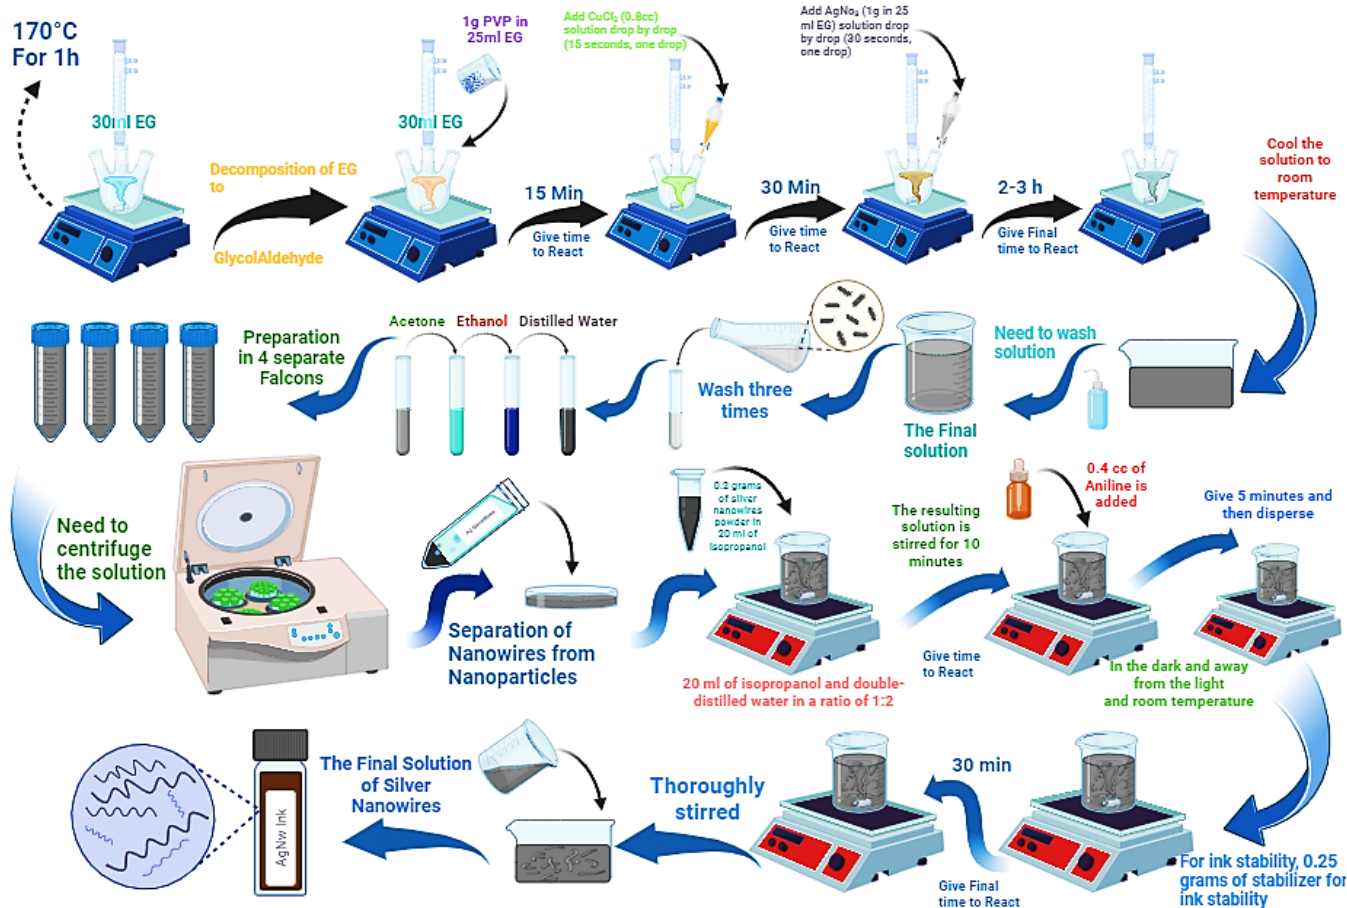 170°C
For 1h
30ml EG
Decomposition of EG
to
GlycolAldehyde
1g PVP in
25ml EG
30ml EG
15 Min
Give time
to React
Add CuCl₂ (0.8cc)
solution drop by drop
(15 seconds, one drop)
30 Min
Give time
to React
Add AgNo₃ (1g in 25
ml EG) solution drop
by drop (30 seconds,
one drop)
2-3 h
Give Final
time to React
Cool the
solution to
room
temperature
Need to wash
solution
The Final
solution
Wash three
times
Acetone
Ethanol
Distilled Water
Preparation
in 4 separate
Falcons
Need to
centrifuge
the solution
Separation of
Nanowires from
Nanoparticles
0.2 grams
of silver
nanowires
powder in
20 ml of
isopropanol
20 ml of isopropanol and double-
distilled water in a ratio of 1:2
The resulting
solution is
stirred for 10
minutes
Give time
to React
0.4 cc of
Aniline is
added
Give 5 minutes and
then disperse
In the dark and away
from the light
and room temperature
For ink stability, 0.25
grams of stabilizer for
ink stability
30 min
Give Final
time to React
Thoroughly
stirred
The Final Solution
of Silver
Nanowires
AgNw Ink